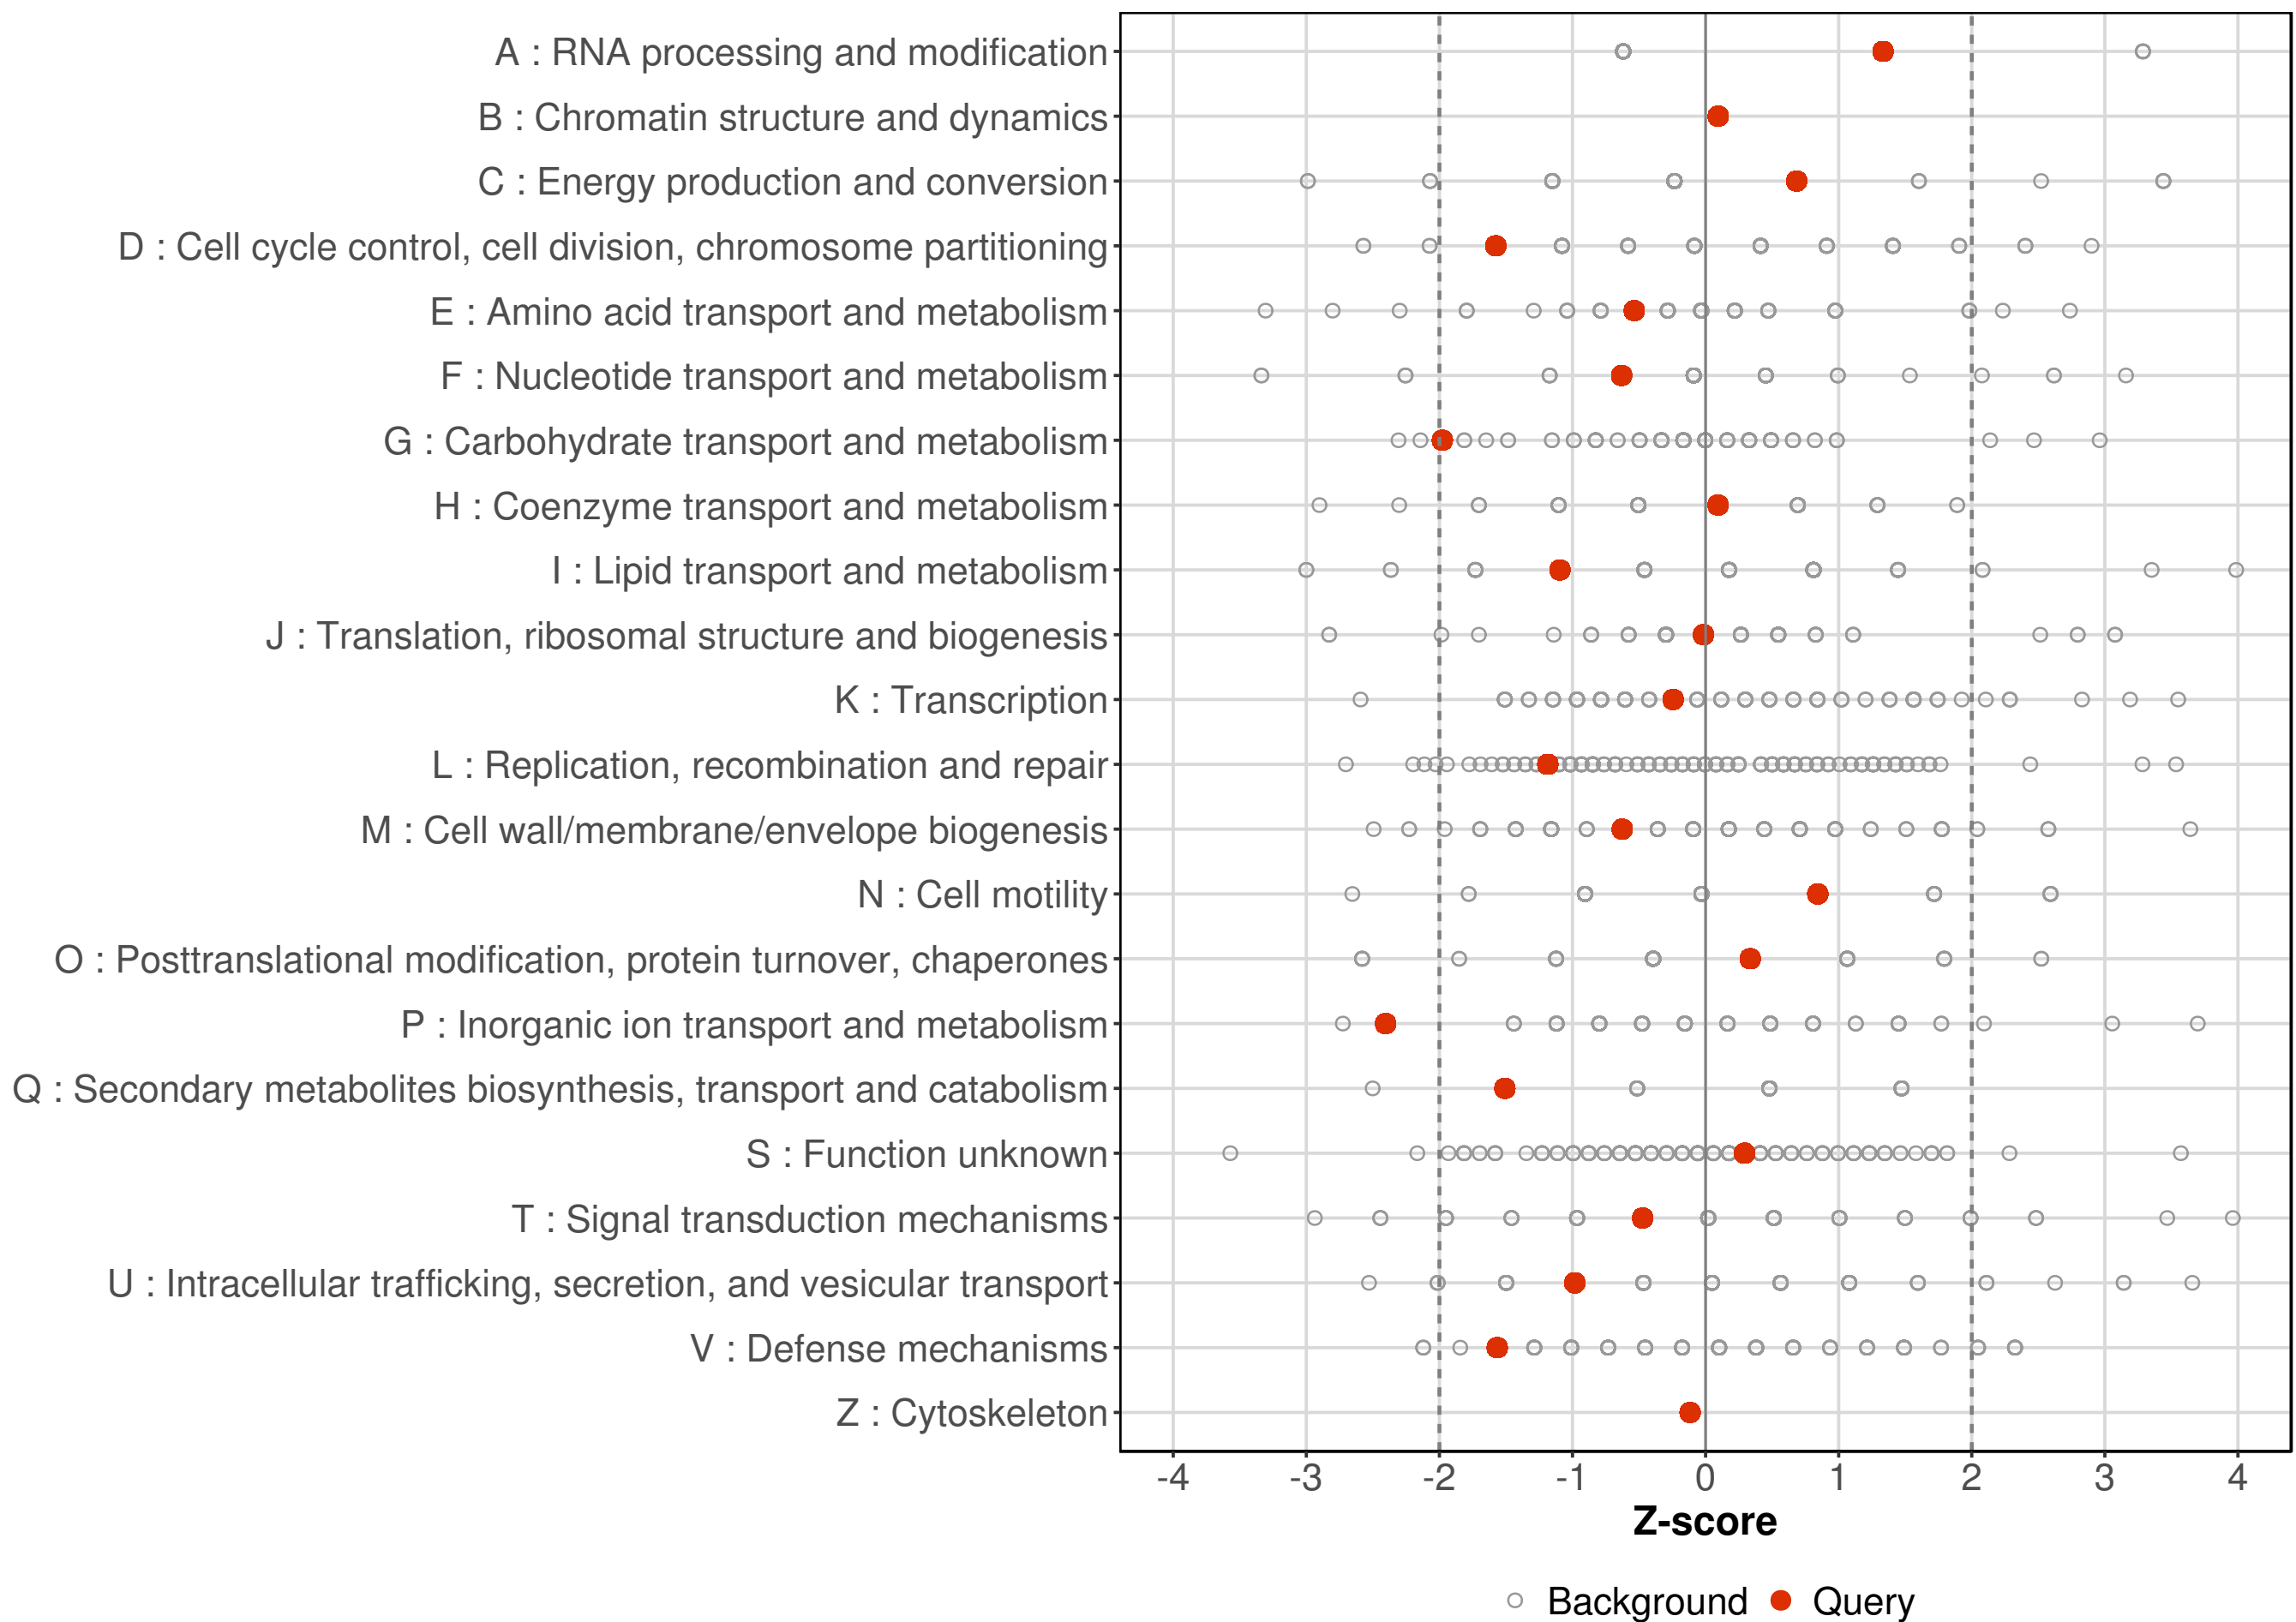 A : RNA processing and modification
B : Chromatin structure and dynamics
C : Energy production and conversion
D : Cell cycle control, cell division, chromosome partitioning
E : Amino acid transport and metabolism
F : Nucleotide transport and metabolism
G : Carbohydrate transport and metabolism
H : Coenzyme transport and metabolism
I : Lipid transport and metabolism
J : Translation, ribosomal structure and biogenesis
K : Transcription
L : Replication, recombination and repair
M : Cell wall/membrane/envelope biogenesis
N : Cell motility
O : Posttranslational modification, protein turnover, chaperones
P : Inorganic ion transport and metabolism
Q : Secondary metabolites biosynthesis, transport and catabolism
S : Function unknown
T : Signal transduction mechanisms
U : Intracellular trafficking, secretion, and vesicular transport
V : Defense mechanisms
Z : Cytoskeleton
-4 -3 -2 -1 0 1 2 3 4
Z-score
Background Query